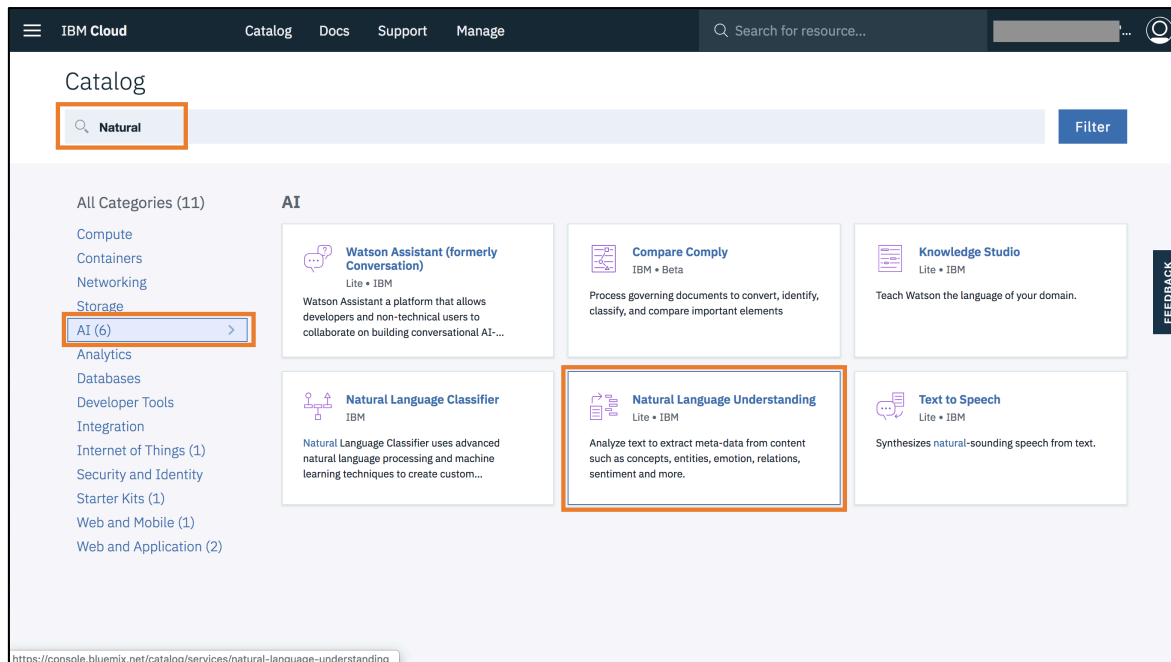 IBM Cloud Catalog Docs Support Manage Search for resource... ...
Catalog
Natural Filter
All Categories (11)
Compute
Containers
Networking
Storage
AI (6)
Analytics
Databases
Developer Tools
Integration
Internet of Things (1)
Security and Identity
Starter Kits (1)
Web and Mobile (1)
Web and Application (2)
AI
Watson Assistant (formerly
Conversation)
Lite • IBM
Watson Assistant a platform that allows
developers and non-technical users to
collaborate on building conversational AI-...
Compare Comply
IBM • Beta
Process governing documents to convert, identify,
classify, and compare important elements
Knowledge Studio
Lite • IBM
Teach Watson the language of your domain.
Natural Language Classifier
IBM
Natural Language Classifier uses advanced
natural language processing and machine
learning techniques to create custom...
Natural Language Understanding
Lite • IBM
Analyze text to extract meta-data from content
such as concepts, entities, emotion, relations,
sentiment and more.
Text to Speech
Lite • IBM
Synthesizes natural-sounding speech from text.
FEEDBACK
https://console.bluemix.net/catalog/services/natural-language-understanding